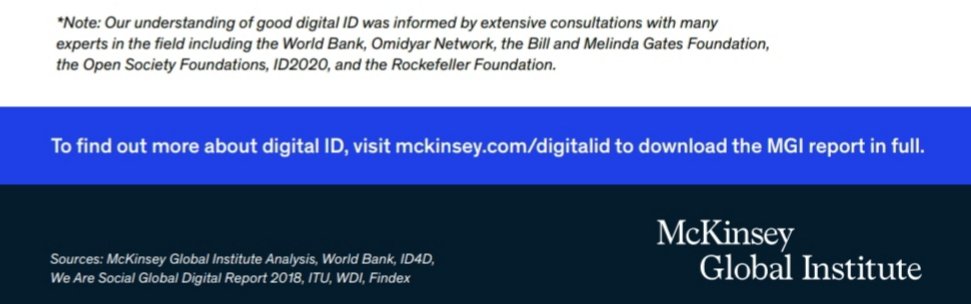 *Note: Our understanding of good digital ID was informed by extensive consultations with many
experts in the field including the World Bank, Omidyar Network, the Bill and Melinda Gates Foundation,
the Open Society Foundations, ID2020, and the Rockefeller Foundation.
To find out more about digital ID, visit mckinsey.com/digitalid to download the MGI report in full.
Sources: McKinsey Global Institute Analysis, World Bank, ID4D,
We Are Social Global Digital Report 2018, ITU, WDI, Findex
McKinsey
Global Institute